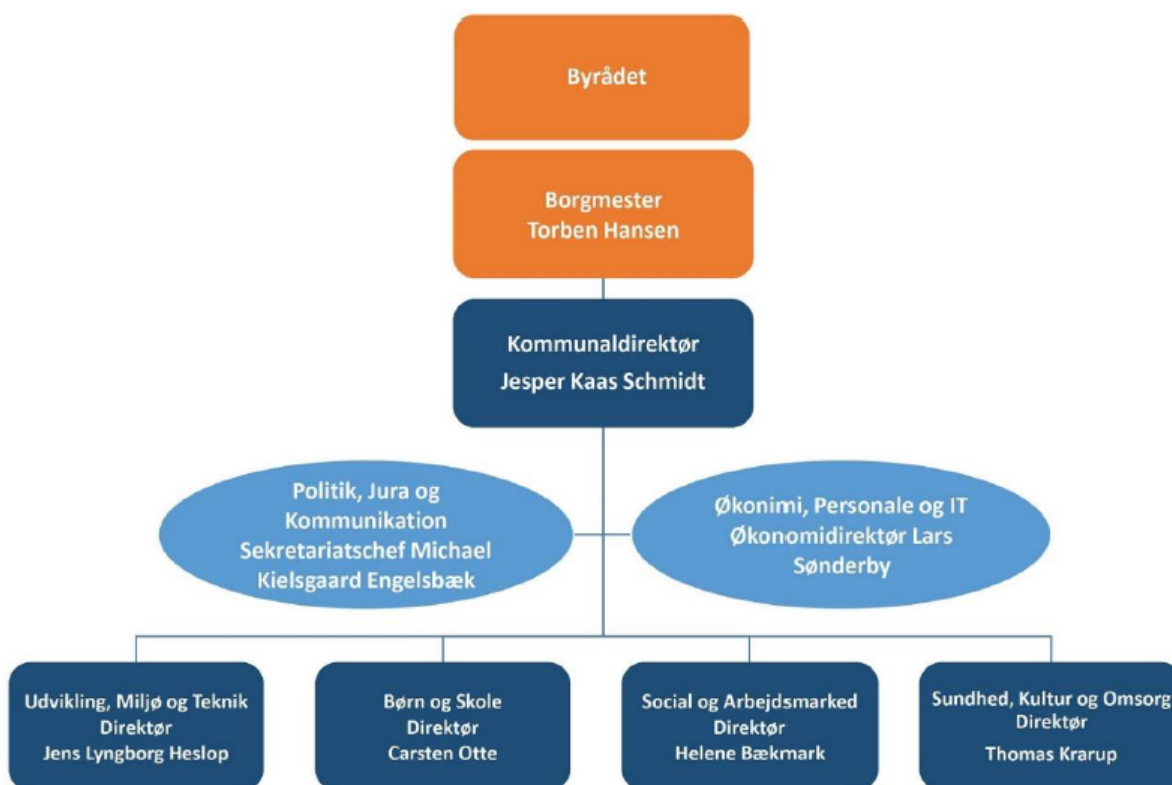 Byrådet
Borgmester
Torben Hansen
Kommunaldirektør
Jesper Kaas Schmidt
Politik, Jura og
Kommunikation
Sekretariatschef Michael
Kielsgaard Engelsbæk
Økonimi, Personale og IT
Økonomidirektør Lars
Sønderby
Udvikling, Miljø og Teknik
Direktør
Jens Lyngborg Heslop
Børn og Skole
Direktør
Carsten Otte
Social og Arbejdsmarked
Direktør
Helene Bækmark
Sundhed, Kultur og Omsorg
Direktør
Thomas Krarup